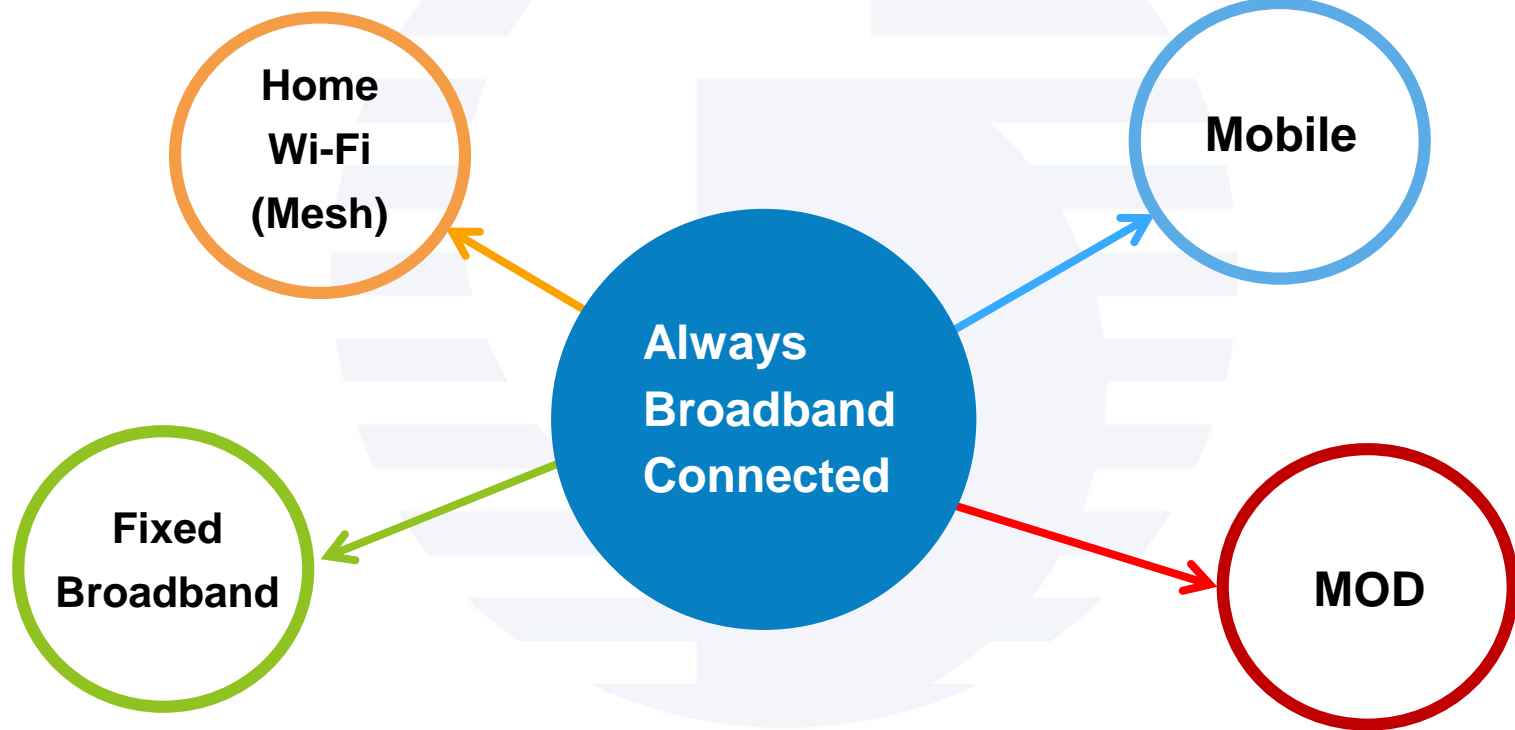 Home
Wi-Fi
(Mesh)
Mobile
Always
Broadband
Connected
Fixed
Broadband
MOD